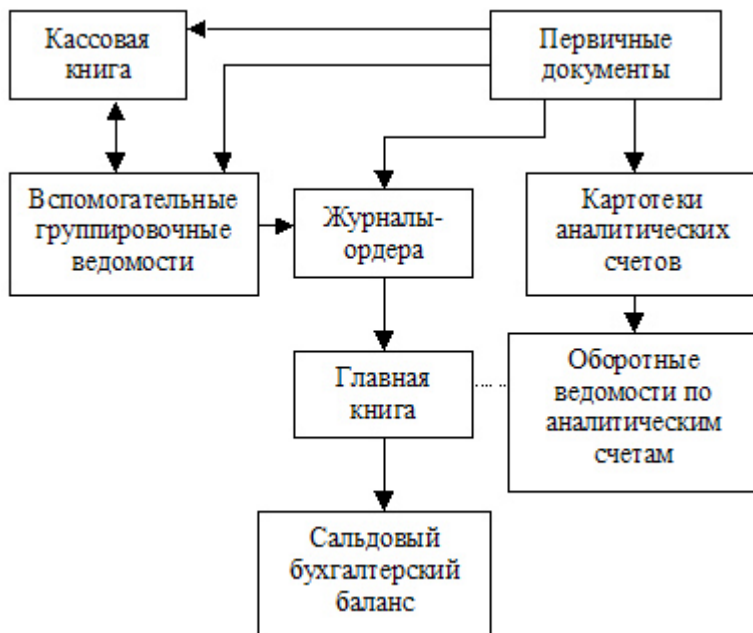 Кассовая
книга
Первичные
документы
Вспомогательные
группировочные
ведомости
Журналы-
ордера
Картотеки
аналитических
счетов
Главная
книга
Оборотные
ведомости по
аналитическим
счетам
Сальдовый
бухгалтерский
баланс